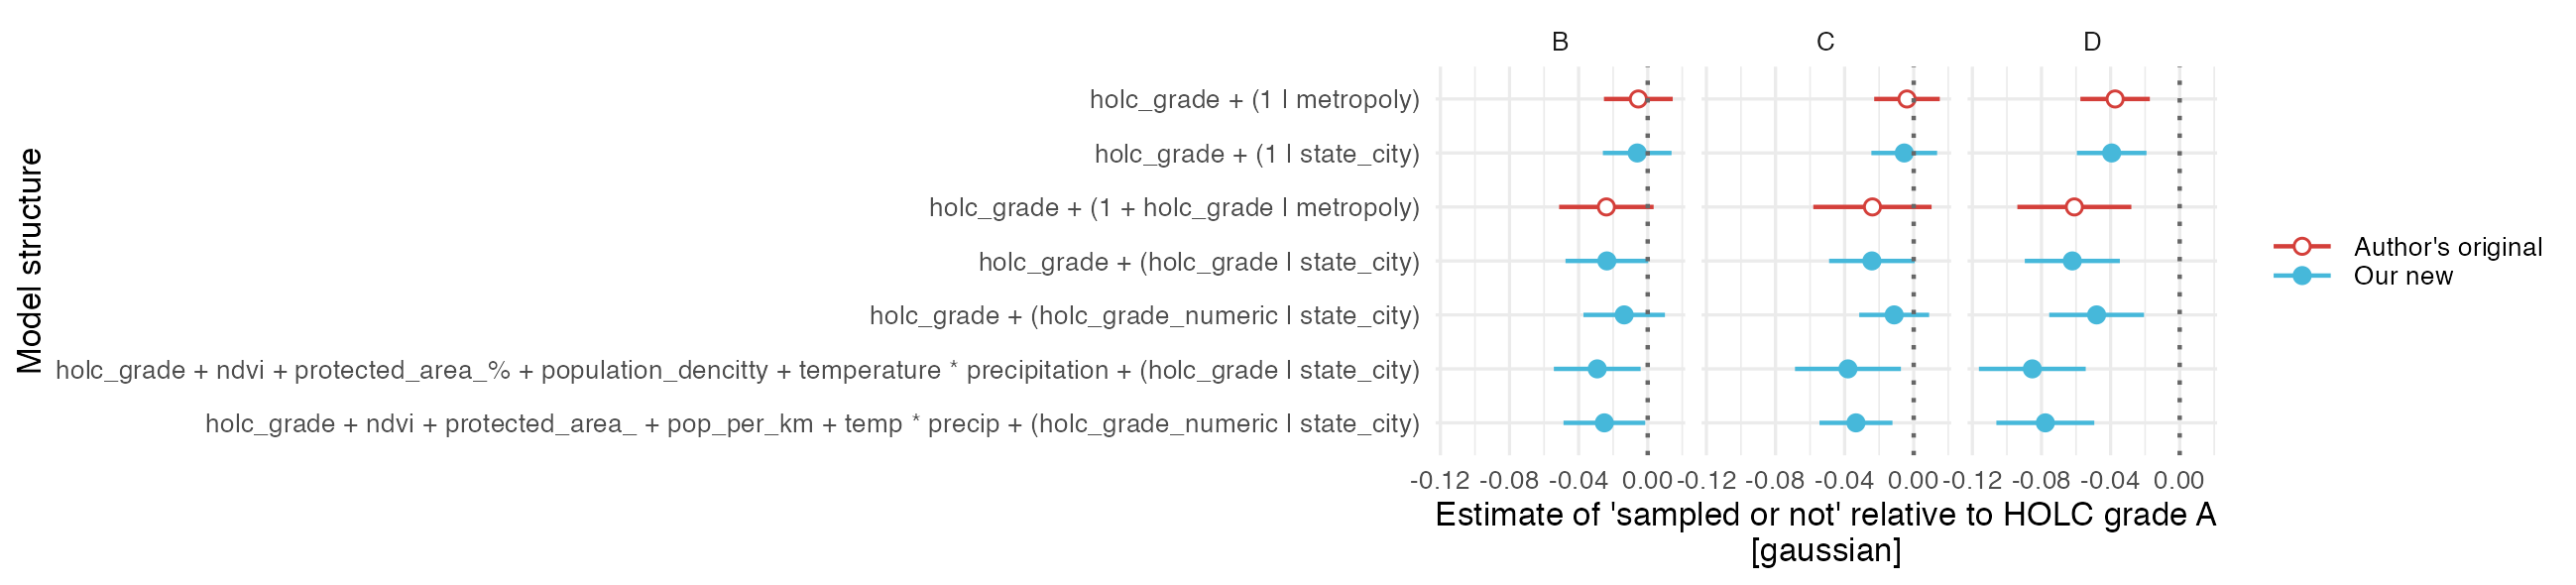 B C D
holc_grade + (1 | metropoly)
holc_grade + (1 | state_city)
holc_grade + (1 + holc_grade | metropoly)
holc_grade + (holc_grade | state_city)
holc_grade + (holc_grade_numeric | state_city)
holc_grade + ndvi + protected_area_% + population_dencitty + temperature * precipitation + (holc_grade | state_city)
holc_grade + ndvi + protected_area_ + pop_per_km + temp * precip + (holc_grade_numeric | state_city)
Model structure
-0.12 -0.08 -0.04 0.00 -0.12 -0.08 -0.04 0.00 -0.12 -0.08 -0.04 0.00
Estimate of 'sampled or not' relative to HOLC grade A
[gaussian]
Author's original
Our new